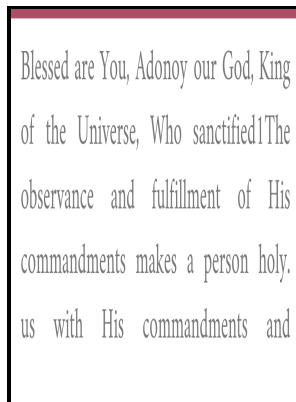 Blessed are You, Adonoy our God, King
of the Universe, Who sanctified1The
observance and fulfillment of His
commandments makes a person holy.
us with His commandments and